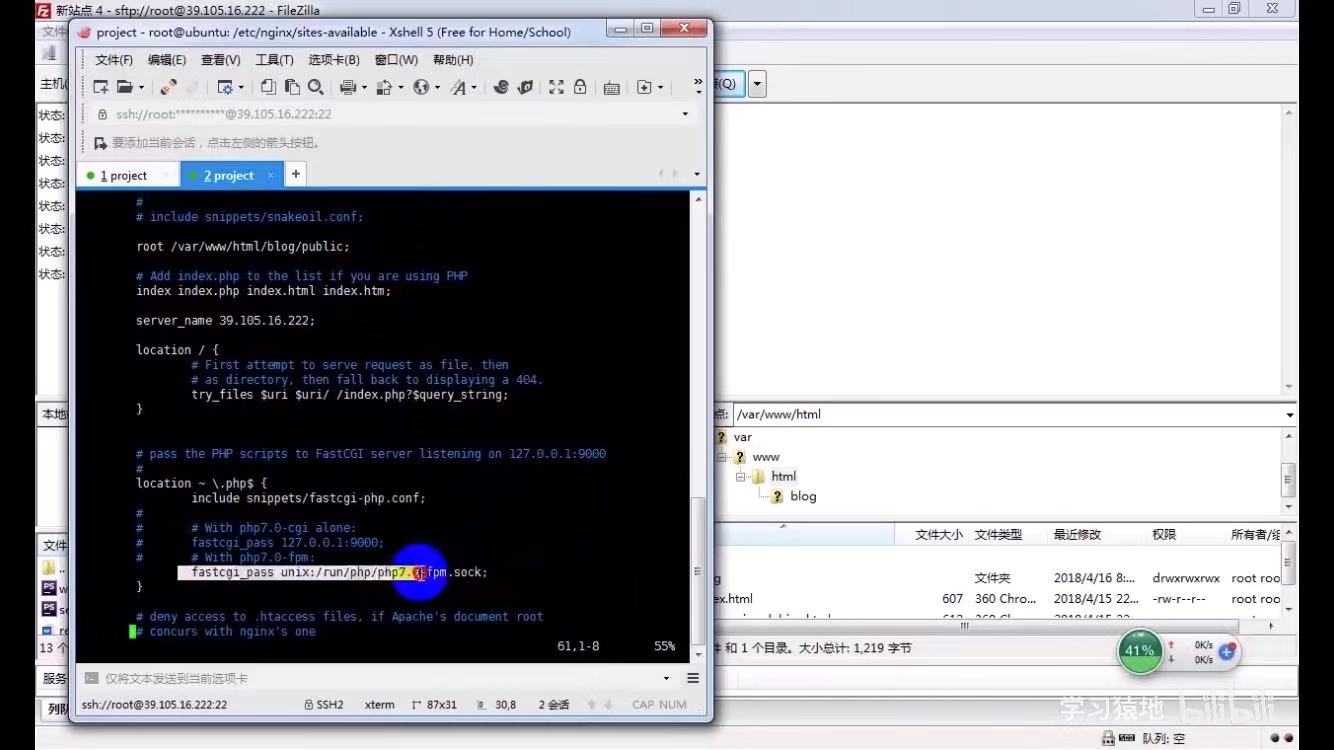 新站点 4 - sftp://root@39.105.16.222 - FileZilla
project - root@ubuntu: /etc/nginx/sites-available - Xshell 5 (Free for Home/School)
文件(F) 编辑(E) 查看(V) 工具(T) 选项卡(B) 窗口(W) 帮助(H)
ssh://root:**********@39.105.16.222:22
要添加当前会话，点击左侧的箭头按钮。
1 project
2 project
+
#
# include snippets/snakeoil.conf;
root /var/www/html/blog/public;
# Add index.php to the list if you are using PHP
index index.php index.html index.htm;
server_name 39.105.16.222;
location / {
# First attempt to serve request as file, then
# as directory, then fall back to displaying a 404.
try_files $uri $uri/ /index.php?$query_string;
}
# pass the PHP scripts to FastCGI server listening on 127.0.0.1:9000
#
location ~ \.php$ {
include snippets/fastcgi-php.conf;
#
# # With php7.0-cgi alone:
# fastcgi_pass 127.0.0.1:9000;
# # With php7.0-fpm:
fastcgi_pass unix:/run/php/php7.0-fpm.sock;
}
# deny access to .htaccess files, if Apache's document root
# concurs with nginx's one
61,1-8 55%
仅将文本发送到当前选项卡
ssh://root@39.105.16.222:22 SSH2 xterm 87x31 30,8 2 会话 CAP NUM
文件
主机(
状态:
状态:
状态:
状态:
状态:
状态:
状态:
状态:
本地
文件
13 个
服务
列队
(Q)
点: /var/www/html
var
www
html
blog
文件大小 文件类型 最近修改 权限 所有者/组
文件夹 2018/4/16 8:... drwxrwxrwx root root
ex.html 607 360 Chro... 2018/4/15 22... -rw-r--r-- root root
件 和 1 个目录。大小总计: 1,219 字节
41%
0K/s
0K/s
学习猿地 bilibili
队列: 空